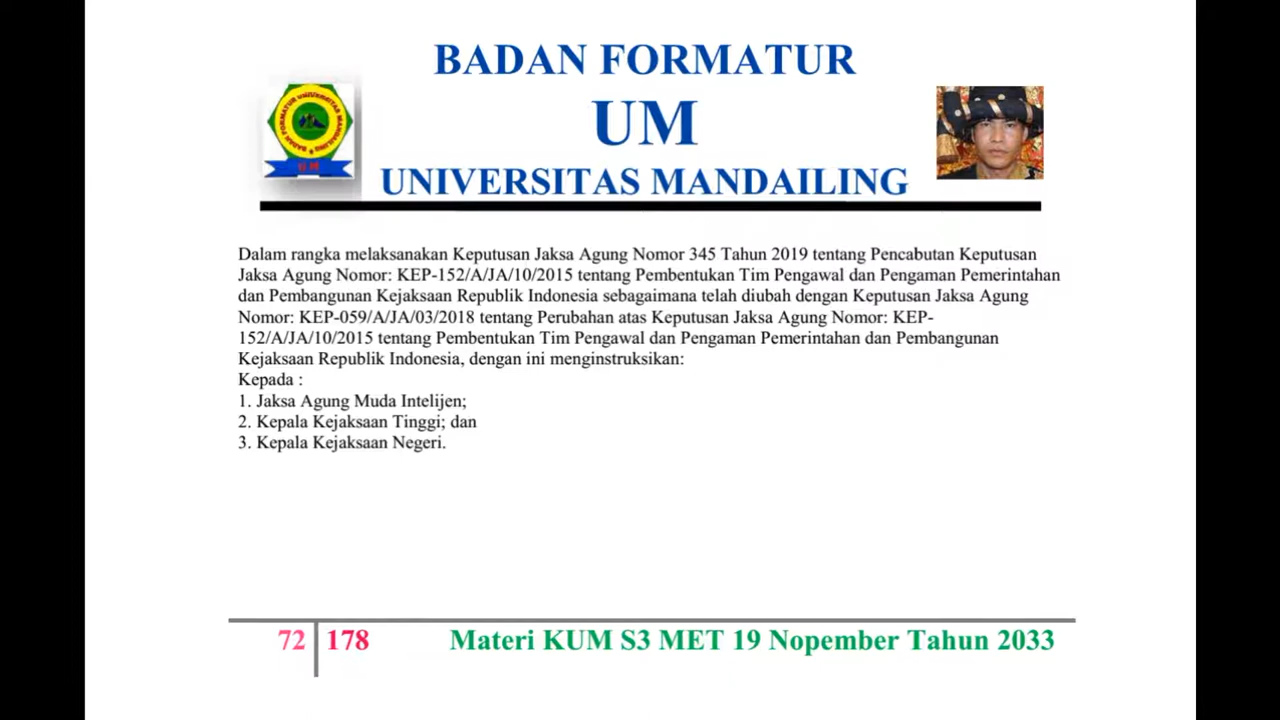 BADAN FORMATUR
UM
UNIVERSITAS MANDAILING
BADAN FORMATUR UNIVERSITAS MANDAILING
U M
Dalam rangka melaksanakan Keputusan Jaksa Agung Nomor 345 Tahun 2019 tentang Pencabutan Keputusan
Jaksa Agung Nomor: KEP-152/A/JA/10/2015 tentang Pembentukan Tim Pengawal dan Pengaman Pemerintahan
dan Pembangunan Kejaksaan Republik Indonesia sebagaimana telah diubah dengan Keputusan Jaksa Agung
Nomor: KEP-059/A/JA/03/2018 tentang Perubahan atas Keputusan Jaksa Agung Nomor: KEP-
152/A/JA/10/2015 tentang Pembentukan Tim Pengawal dan Pengaman Pemerintahan dan Pembangunan
Kejaksaan Republik Indonesia, dengan ini menginstruksikan:
Kepada :
1. Jaksa Agung Muda Intelijen;
2. Kepala Kejaksaan Tinggi; dan
3. Kepala Kejaksaan Negeri.
72 178 Materi KUM S3 MET 19 Nopember Tahun 2033